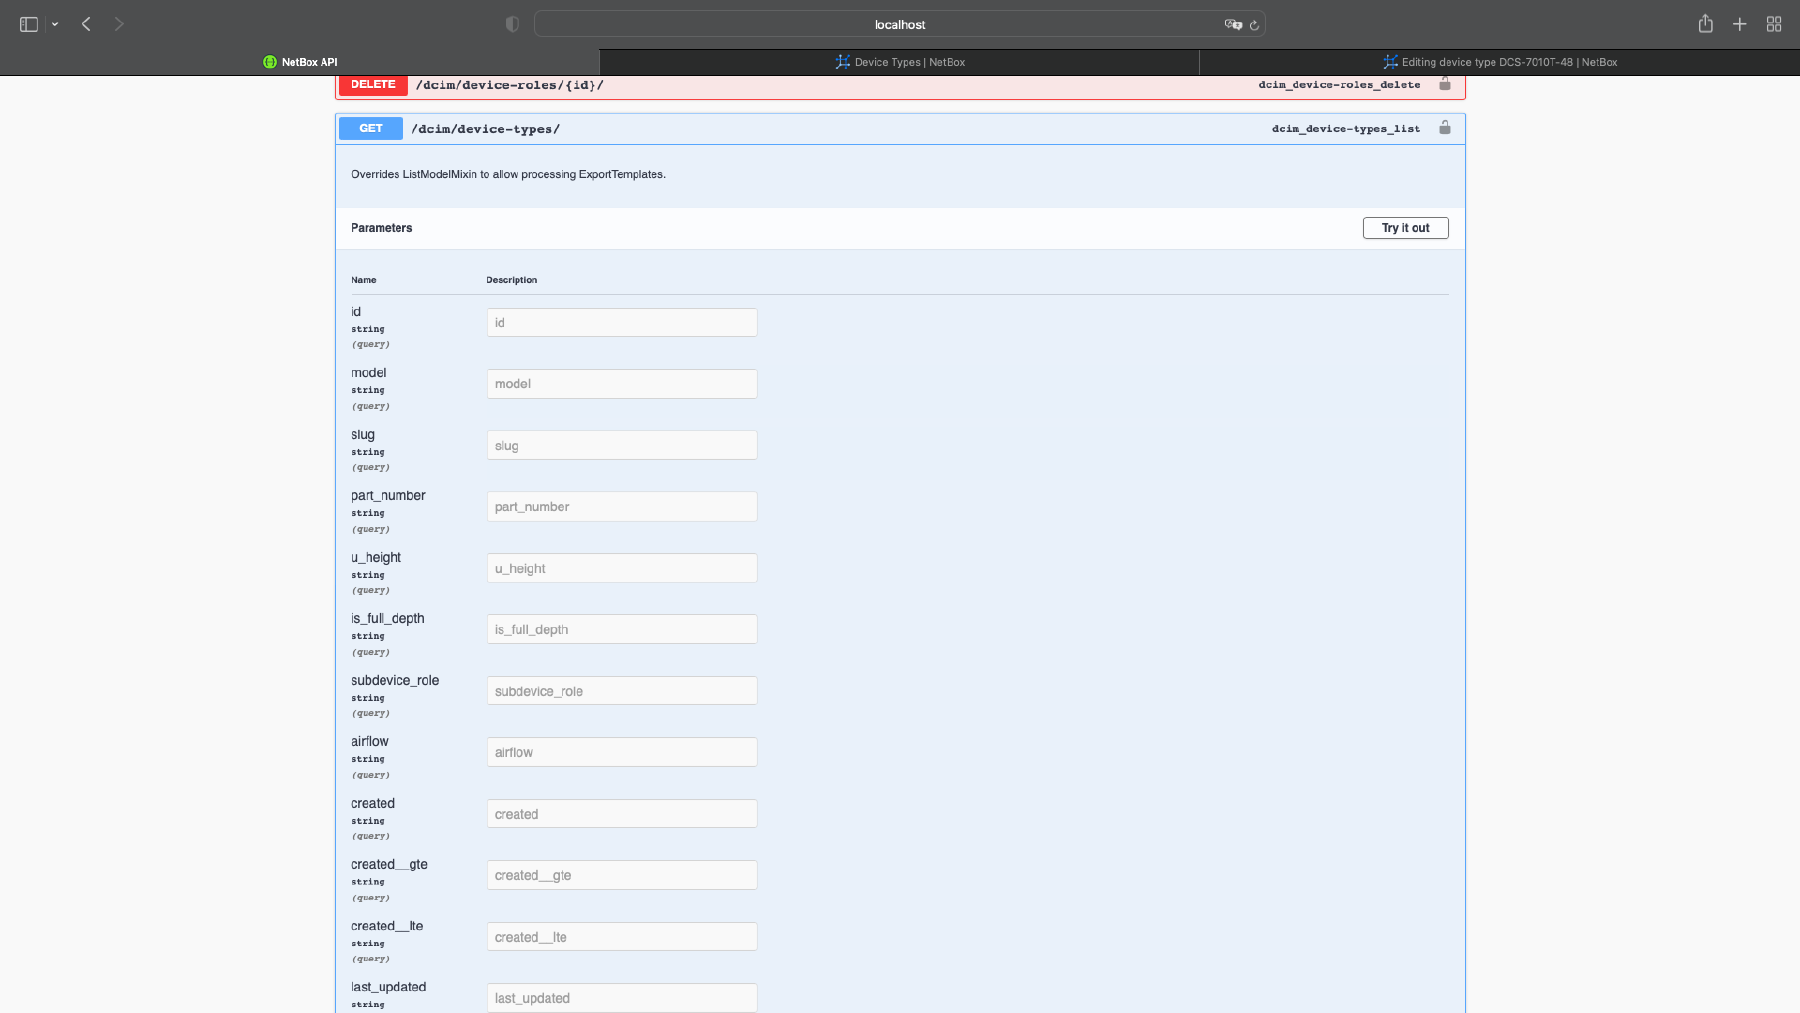 localhost
NetBox API
Device Types | NetBox
Editing device type DCS-7010T-48 | NetBox
DELETE /dcim/device-roles/{id}/ dcim_device-roles_delete
GET /dcim/device-types/ dcim_device-types_list
Overrides ListModelMixin to allow processing ExportTemplates.
Parameters Try it out
Name Description
id
string
(query)
id
model
string
(query)
model
slug
string
(query)
slug
part_number
string
(query)
part_number
u_height
string
(query)
u_height
is_full_depth
string
(query)
is_full_depth
subdevice_role
string
(query)
subdevice_role
airflow
string
(query)
airflow
created
string
(query)
created
created__gte
string
(query)
created__gte
created__lte
string
(query)
created__lte
last_updated
string
last_updated